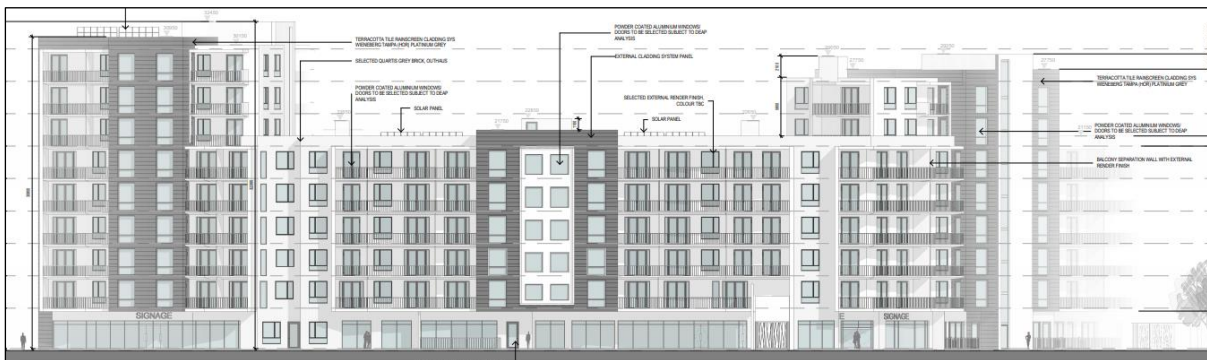 TERRACOTTA TILE RAINSCREEN CLADDING SYS
WIENEBERG TAMPA (HOR) PLATINUM GREY
SELECTED QUARTIS GREY BRICK, OUTHAUS
POWDER COATED ALUMINIUM WINDOWS/
DOORS TO BE SELECTED SUBJECT TO DEAP
ANALYSIS
SOLAR PANEL
POWDER COATED ALUMINIUM WINDOWS/
DOORS TO BE SELECTED SUBJECT TO DEAP
ANALYSIS
EXTERNAL CLADDING SYSTEM PANEL
SELECTED EXTERNAL RENDER FINISH,
COLOUR TBC
SOLAR PANEL
TERRACOTTA TILE RAINSCREEN CLADDING SYS
WIENEBERG TAMPA (HOR) PLATINUM GREY
POWDER COATED ALUMINIUM WINDOWS/
DOORS TO BE SELECTED SUBJECT TO DEAP
ANALYSIS
BALCONY SEPARATION WALL WITH EXTERNAL
RENDER FINISH
SIGNAGE
E
SIGNAGE